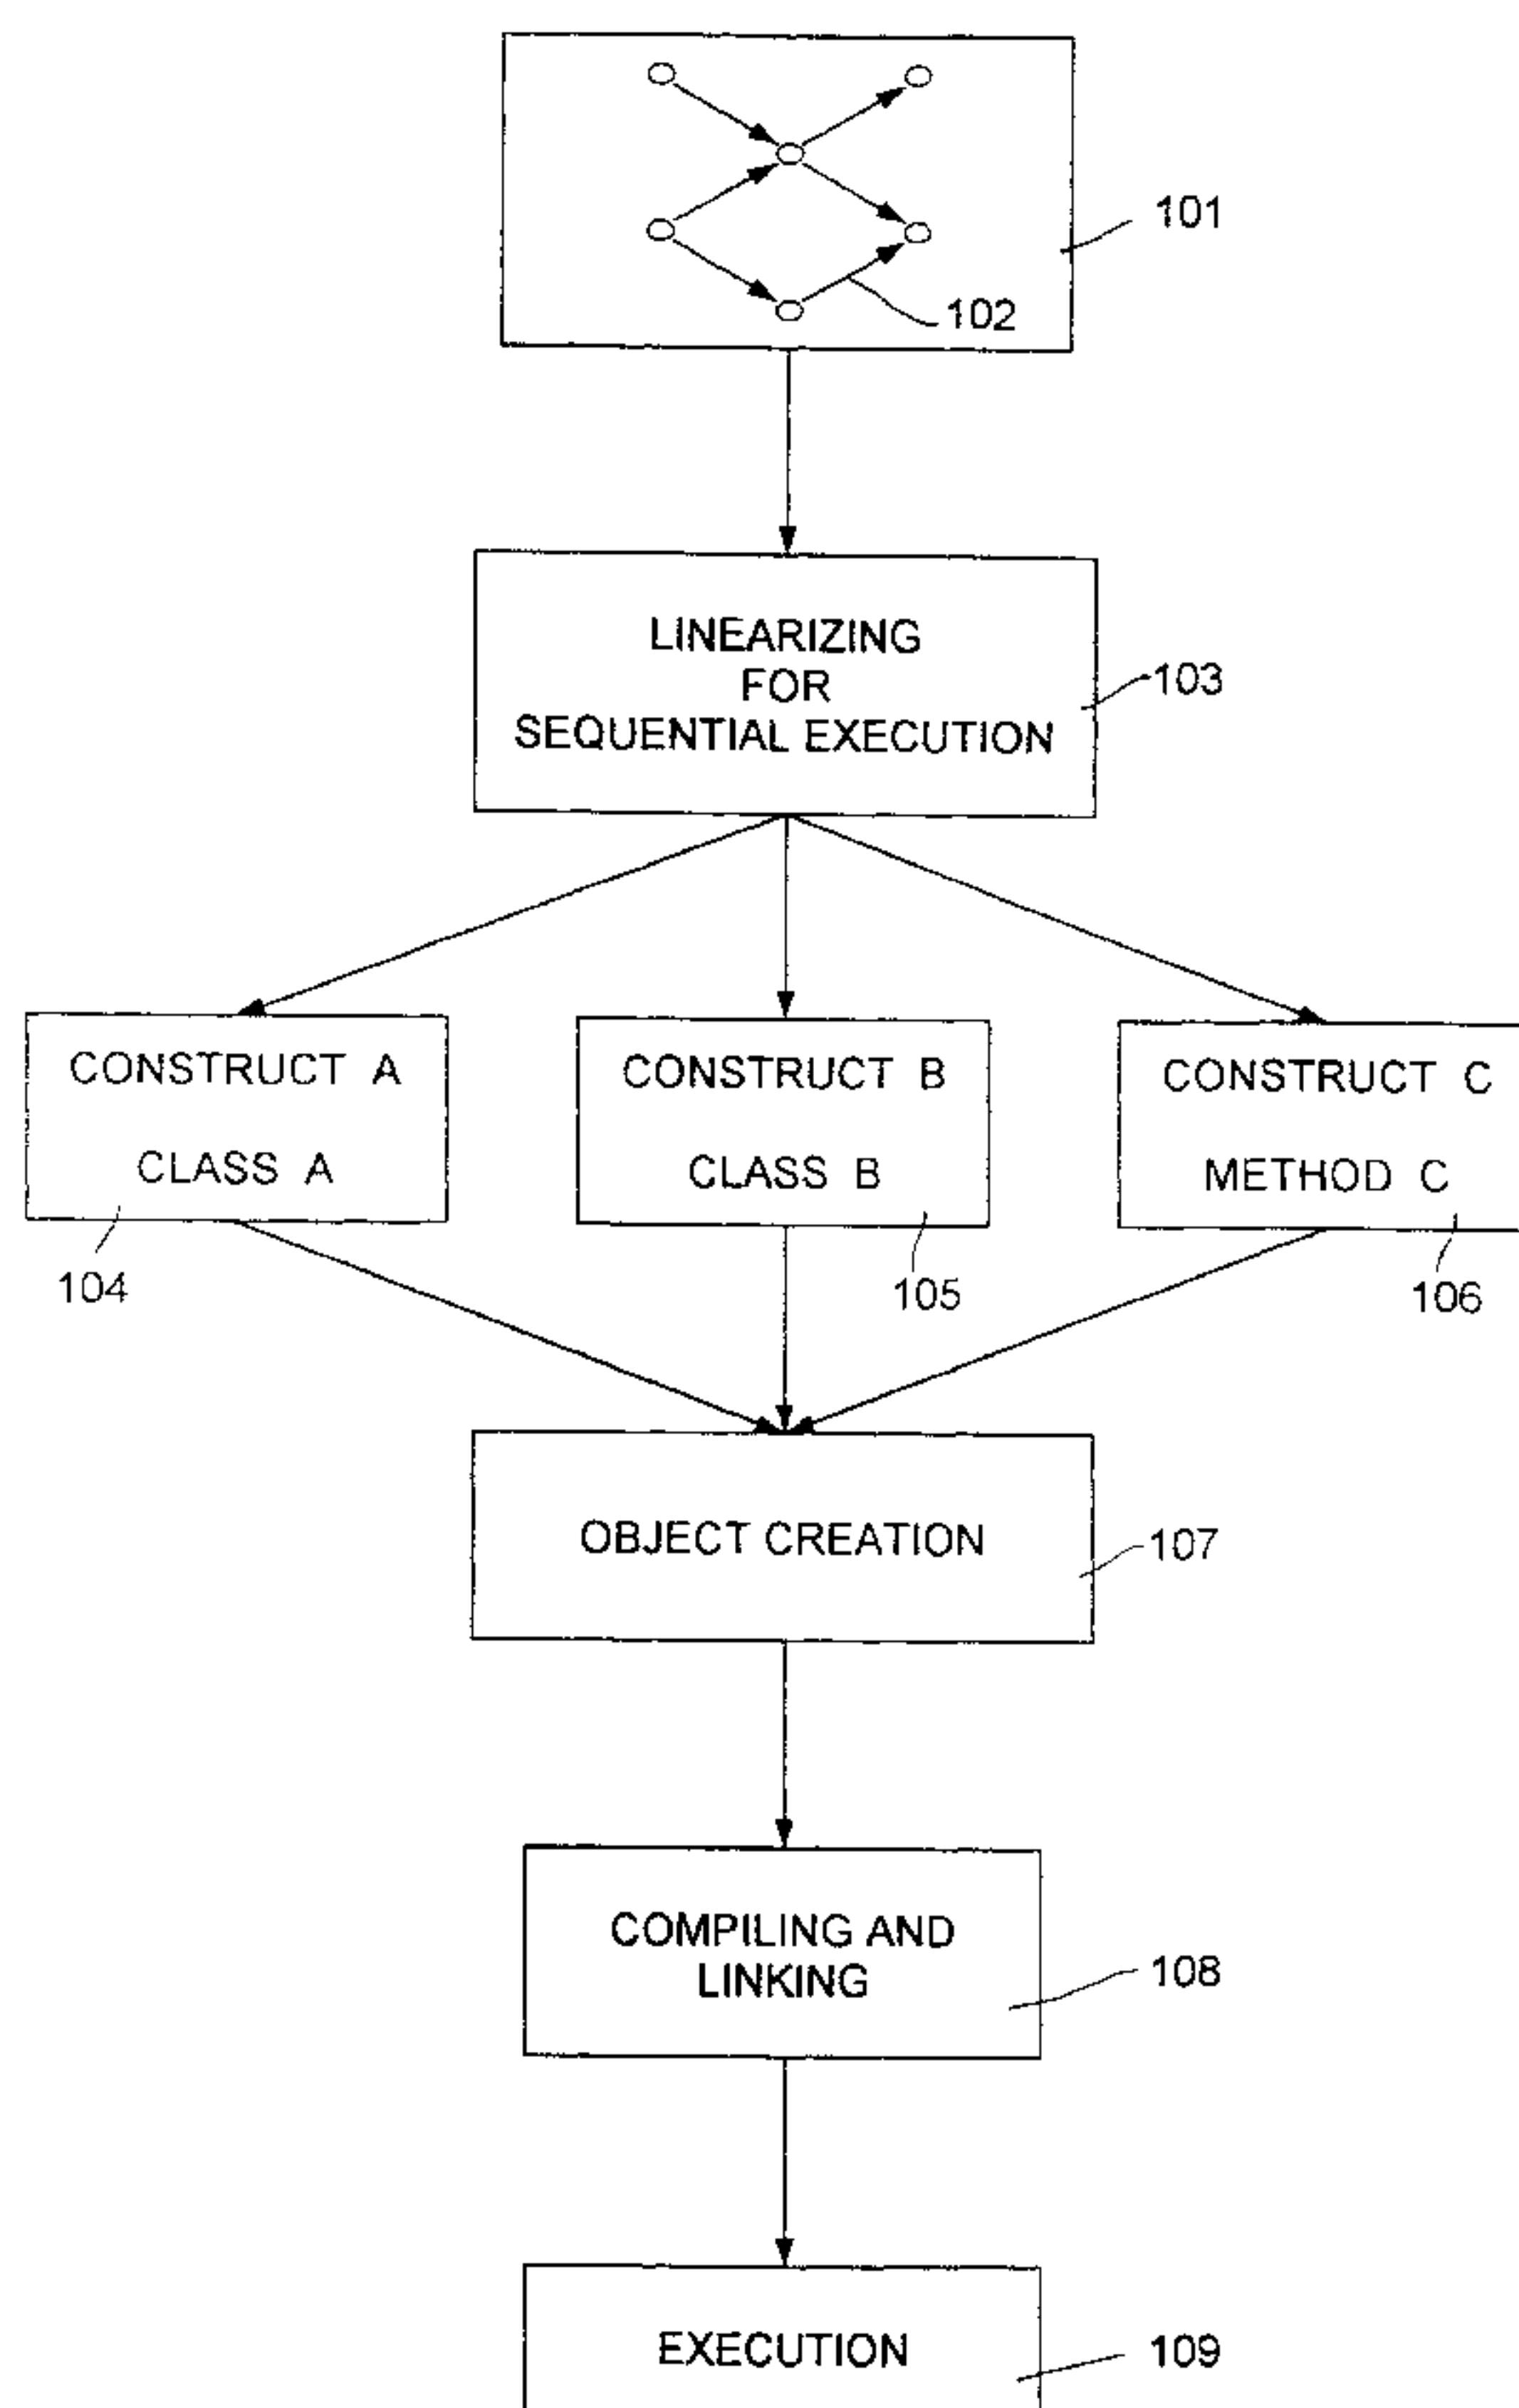 101
102
LINEARIZING
FOR
SEQUENTIAL EXECUTION
103
CONSTRUCT A
CLASS A
104
CONSTRUCT B
CLASS B
105
CONSTRUCT C
METHOD C
106
OBJECT CREATION
107
COMPILING AND
LINKING
108
EXECUTION
109